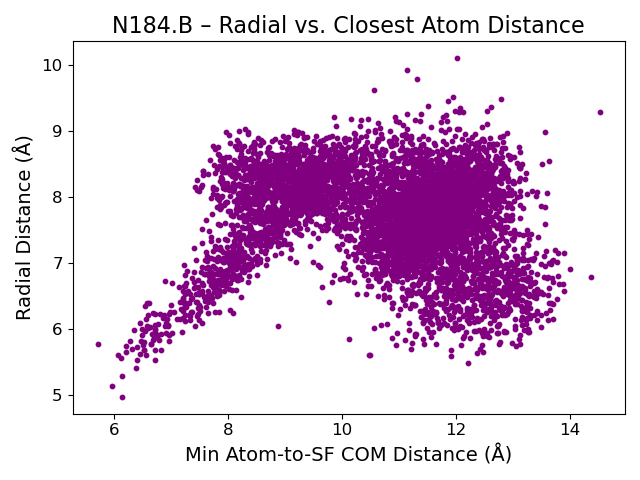 N184.B – Radial vs. Closest Atom Distance
10
9
8
7
6
5
Radial Distance (Å)
6 8 10 12 14
Min Atom-to-SF COM Distance (Å)